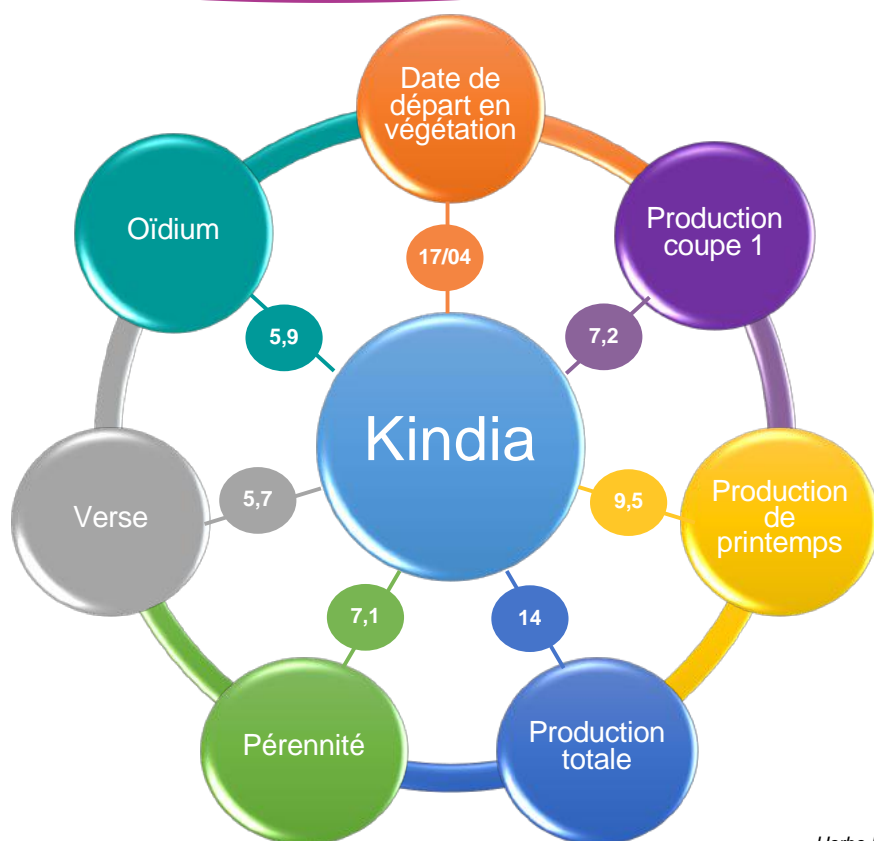 Date de
départ en
végétation
17/04
Production
coupe 1
7,2
Production
de
printemps
9,5
Production
totale
14
Pérennité
7,1
Verse
5,7
Oïdium
5,9
Kindia